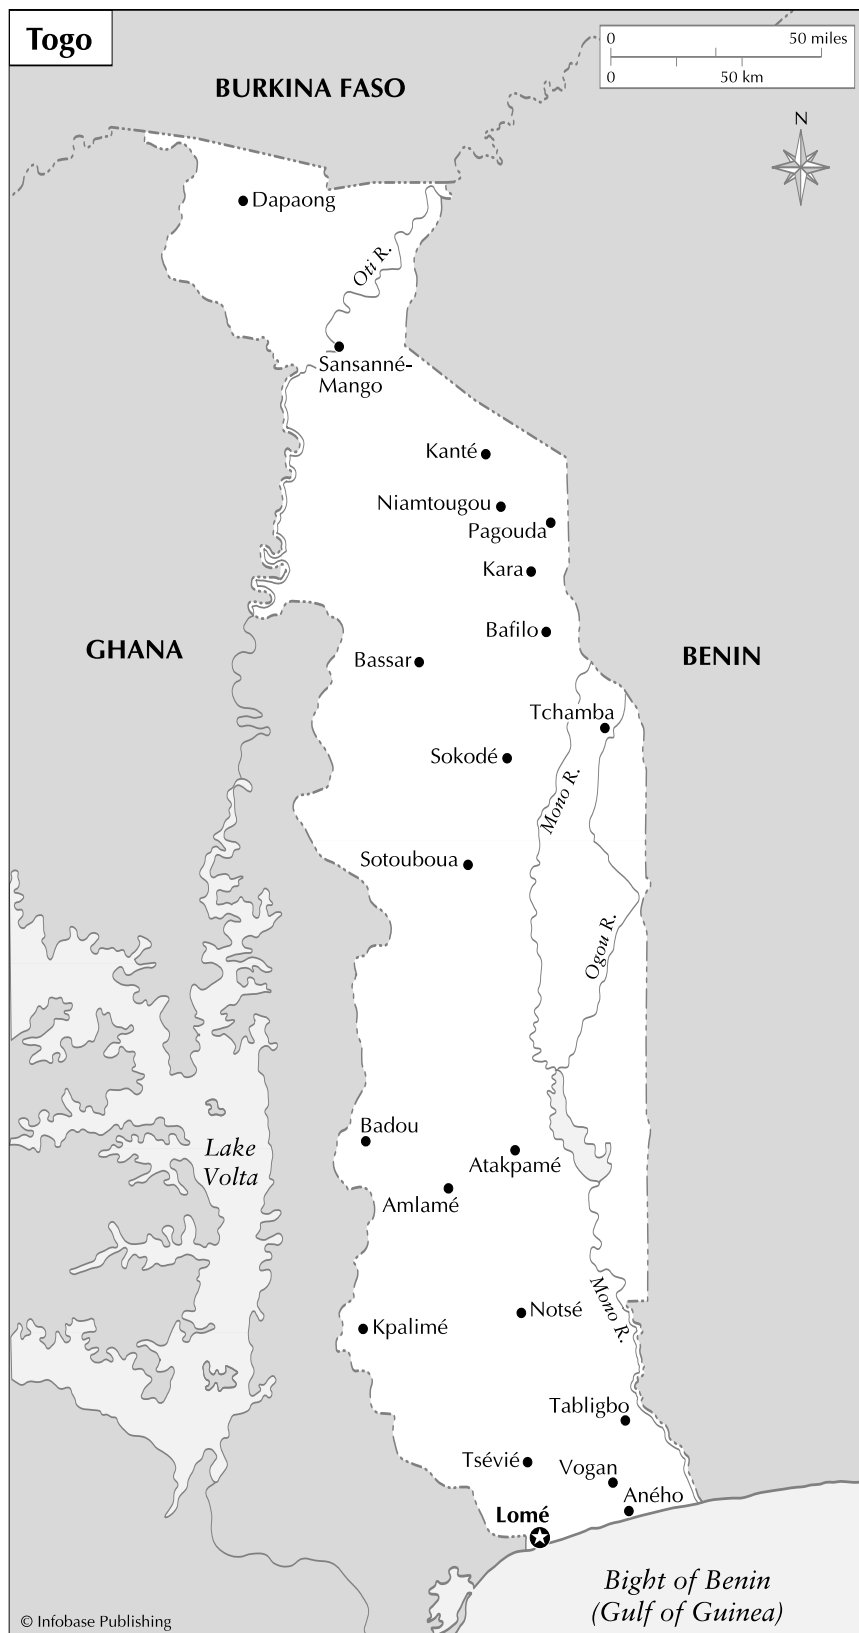 Togo
0 50 miles
0 50 km
BURKINA FASO
N
Dapaong
Oti R.
Sansanné-
Mango
Kanté
Niamtougou
Pagouda
Kara
Bafilo
GHANA
Bassar
BENIN
Tchamba
Sokodé
Mono R.
Sotouboua
Ogou R.
Badou
Lake
Volta
Atakpamé
Amlamé
Mono R.
Notsé
Kpalimé
Tabligbo
Tsévié
Vogan
Aného
Lomé
Bight of Benin
(Gulf of Guinea)
© Infobase Publishing